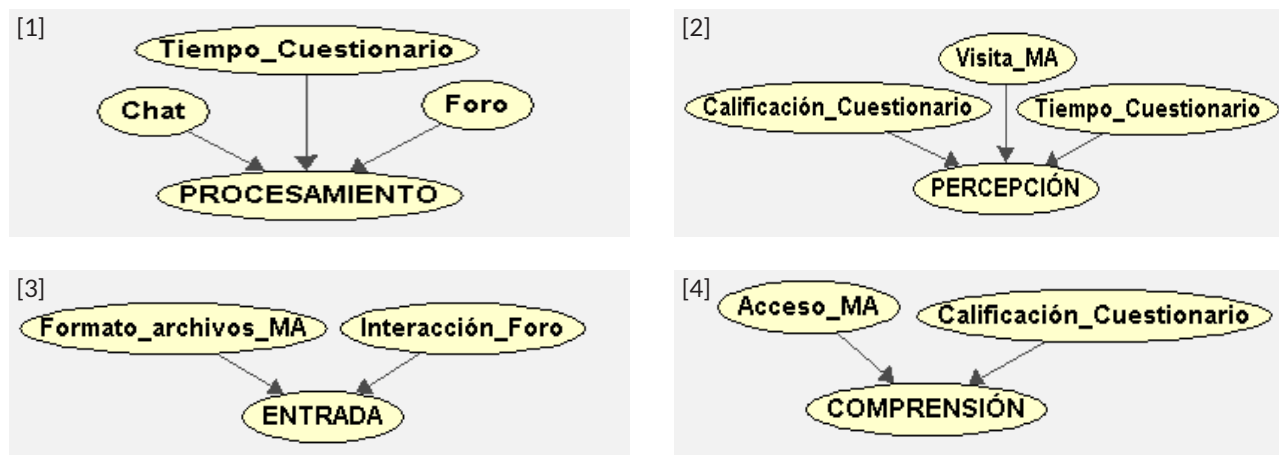 [1]
Tiempo_Cuestionario
Chat
Foro
PROCESAMIENTO
[2]
Visita_MA
Calificación_Cuestionario
Tiempo_Cuestionario
PERCEPCIÓN
[3]
Formato_archivos_MA
Interacción_Foro
ENTRADA
[4]
Acceso_MA
Calificación_Cuestionario
COMPRENSIÓN